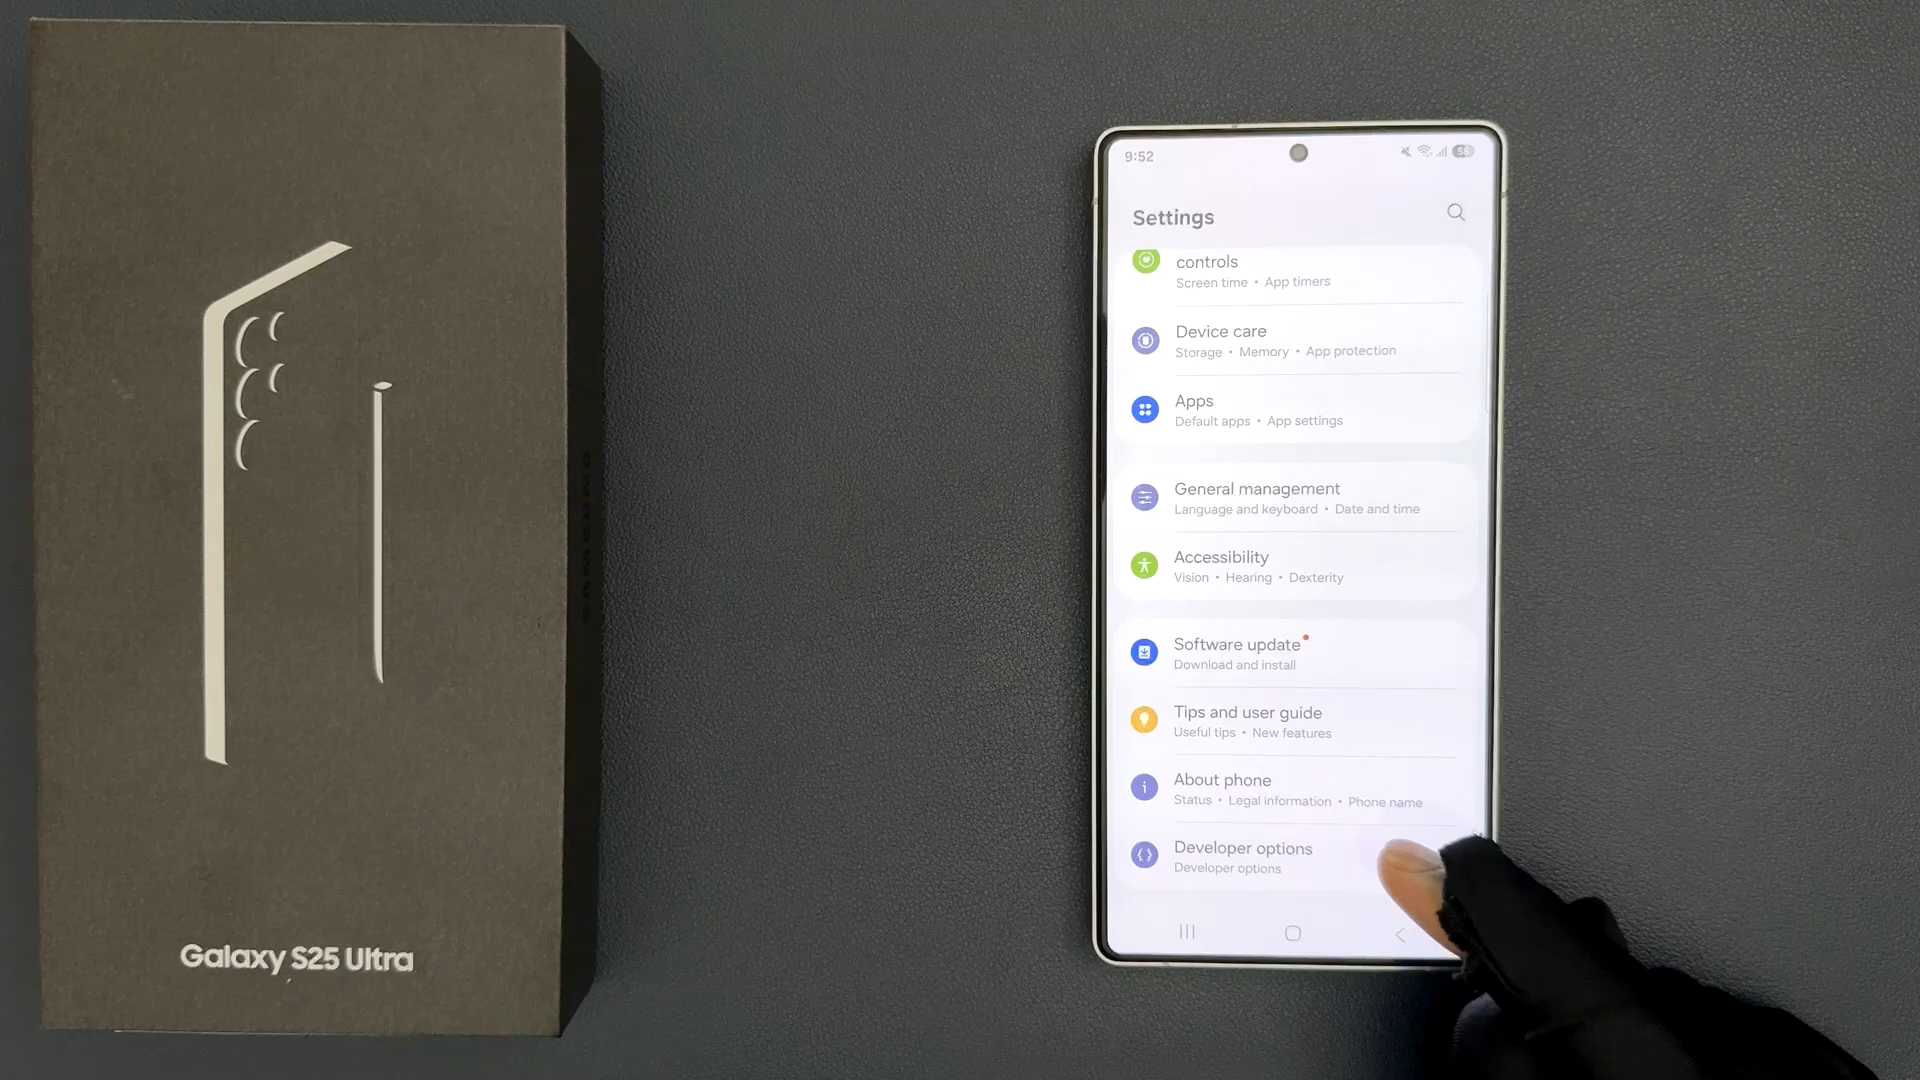 Galaxy S25 Ultra
9:52
Settings
controls
Screen time • App timers
Device care
Storage • Memory • App protection
Apps
Default apps • App settings
General management
Language and keyboard • Date and time
Accessibility
Vision • Hearing • Dexterity
Software update
Download and install
Tips and user guide
Useful tips • New features
About phone
Status • Legal information • Phone name
Developer options
Developer options